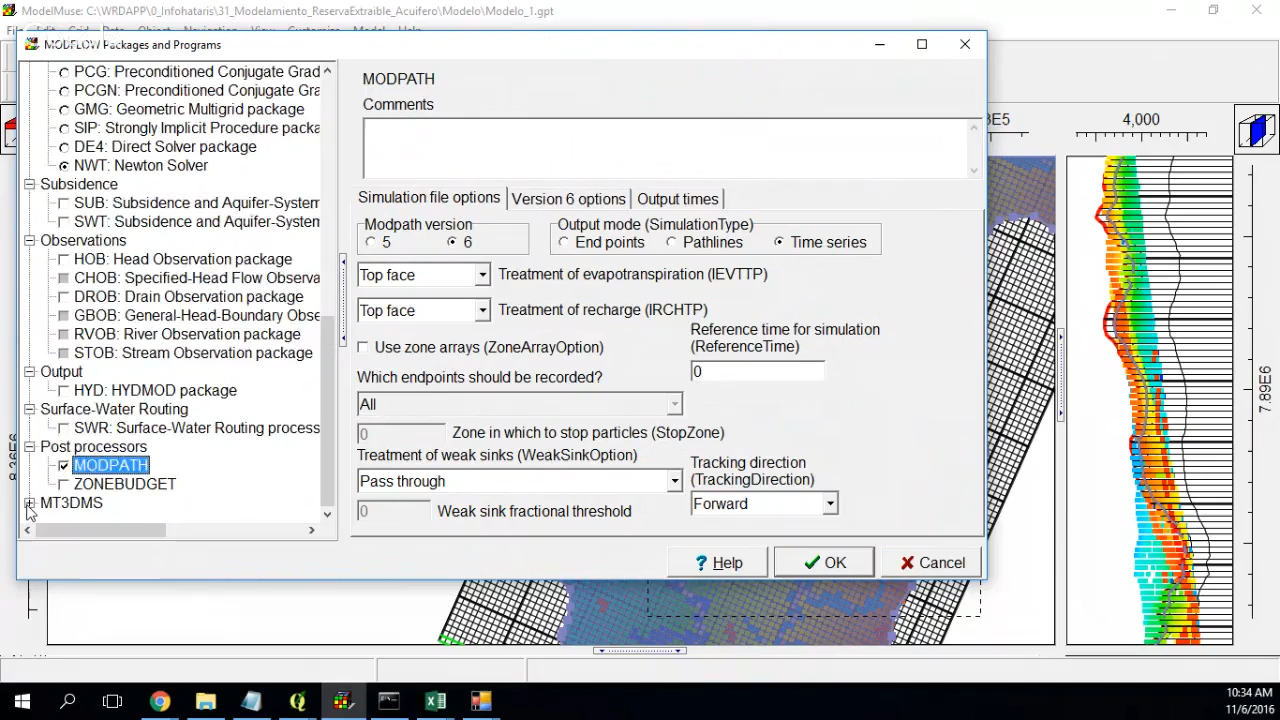 ModelMuse: C:\WRDAPP\0_Infohataris\31_Modelamiento_ReservaExtraible_Acuifero\Modelo\Modelo_1.gpt
MODFLOW Packages and Programs
PCG: Preconditioned Conjugate Grad
PCGN: Preconditioned Conjugate Gra
GMG: Geometric Multigrid package
SIP: Strongly Implicit Procedure packa
DE4: Direct Solver package
NWT: Newton Solver
Subsidence
SUB: Subsidence and Aquifer-System
SWT: Subsidence and Aquifer-System
Observations
HOB: Head Observation package
CHOB: Specified-Head Flow Observa
DROB: Drain Observation package
GBOB: General-Head-Boundary Obse
RVOB: River Observation package
STOB: Stream Observation package
Output
HYD: HYDMOD package
Surface-Water Routing
SWR: Surface-Water Routing process
Post processors
MODPATH
ZONEBUDGET
MT3DMS
MODPATH
Comments
Simulation file options
Version 6 options
Output times
Modpath version
5
6
Output mode (SimulationType)
End points
Pathlines
Time series
Top face
Treatment of evapotranspiration (IEVTTP)
Top face
Treatment of recharge (IRCHTP)
Use zone arrays (ZoneArrayOption)
Reference time for simulation
(ReferenceTime)
0
Which endpoints should be recorded?
All
0
Zone in which to stop particles (StopZone)
Treatment of weak sinks (WeakSinkOption)
Pass through
0
Weak sink fractional threshold
Tracking direction
(TrackingDirection)
Forward
Help
OK
Cancel
4,000
7.89E6
10:34 AM
11/6/2016